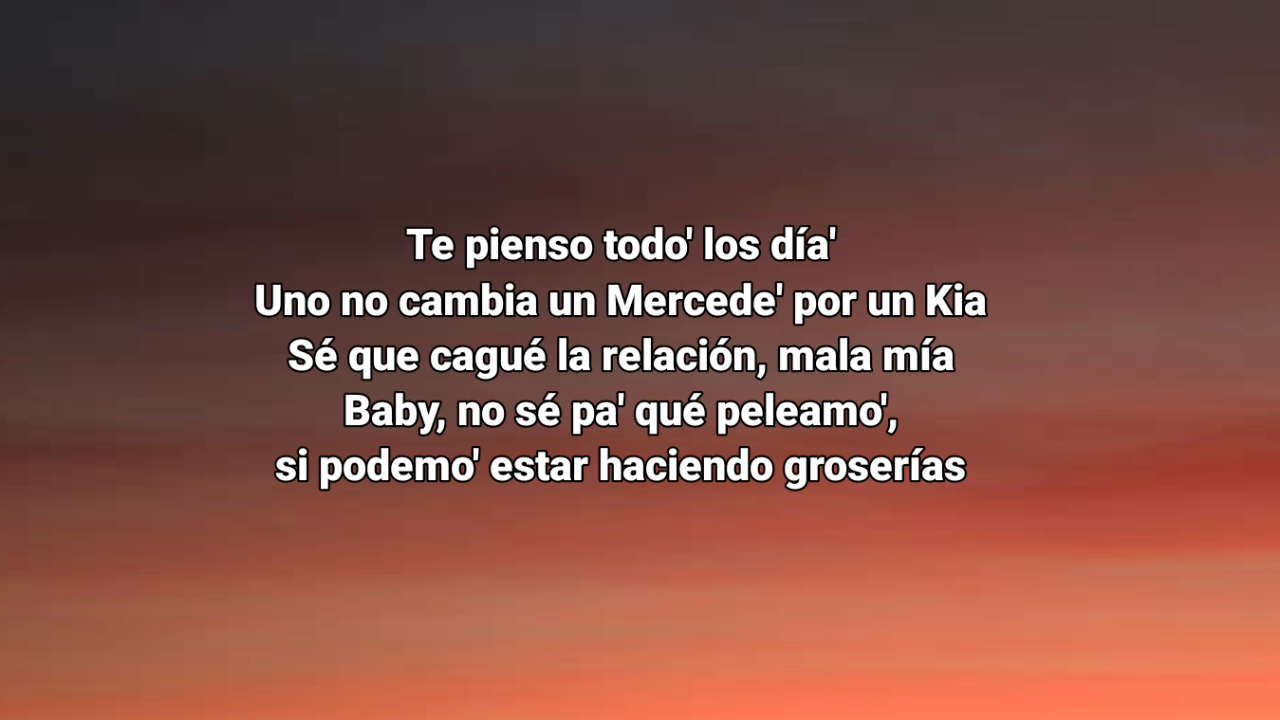 Te pienso todo' los día'
Uno no cambia un Mercede' por un Kia
Sé que cagué la relación, mala mía
Baby, no sé pa' qué peleamo',
si podemo' estar haciendo groserías